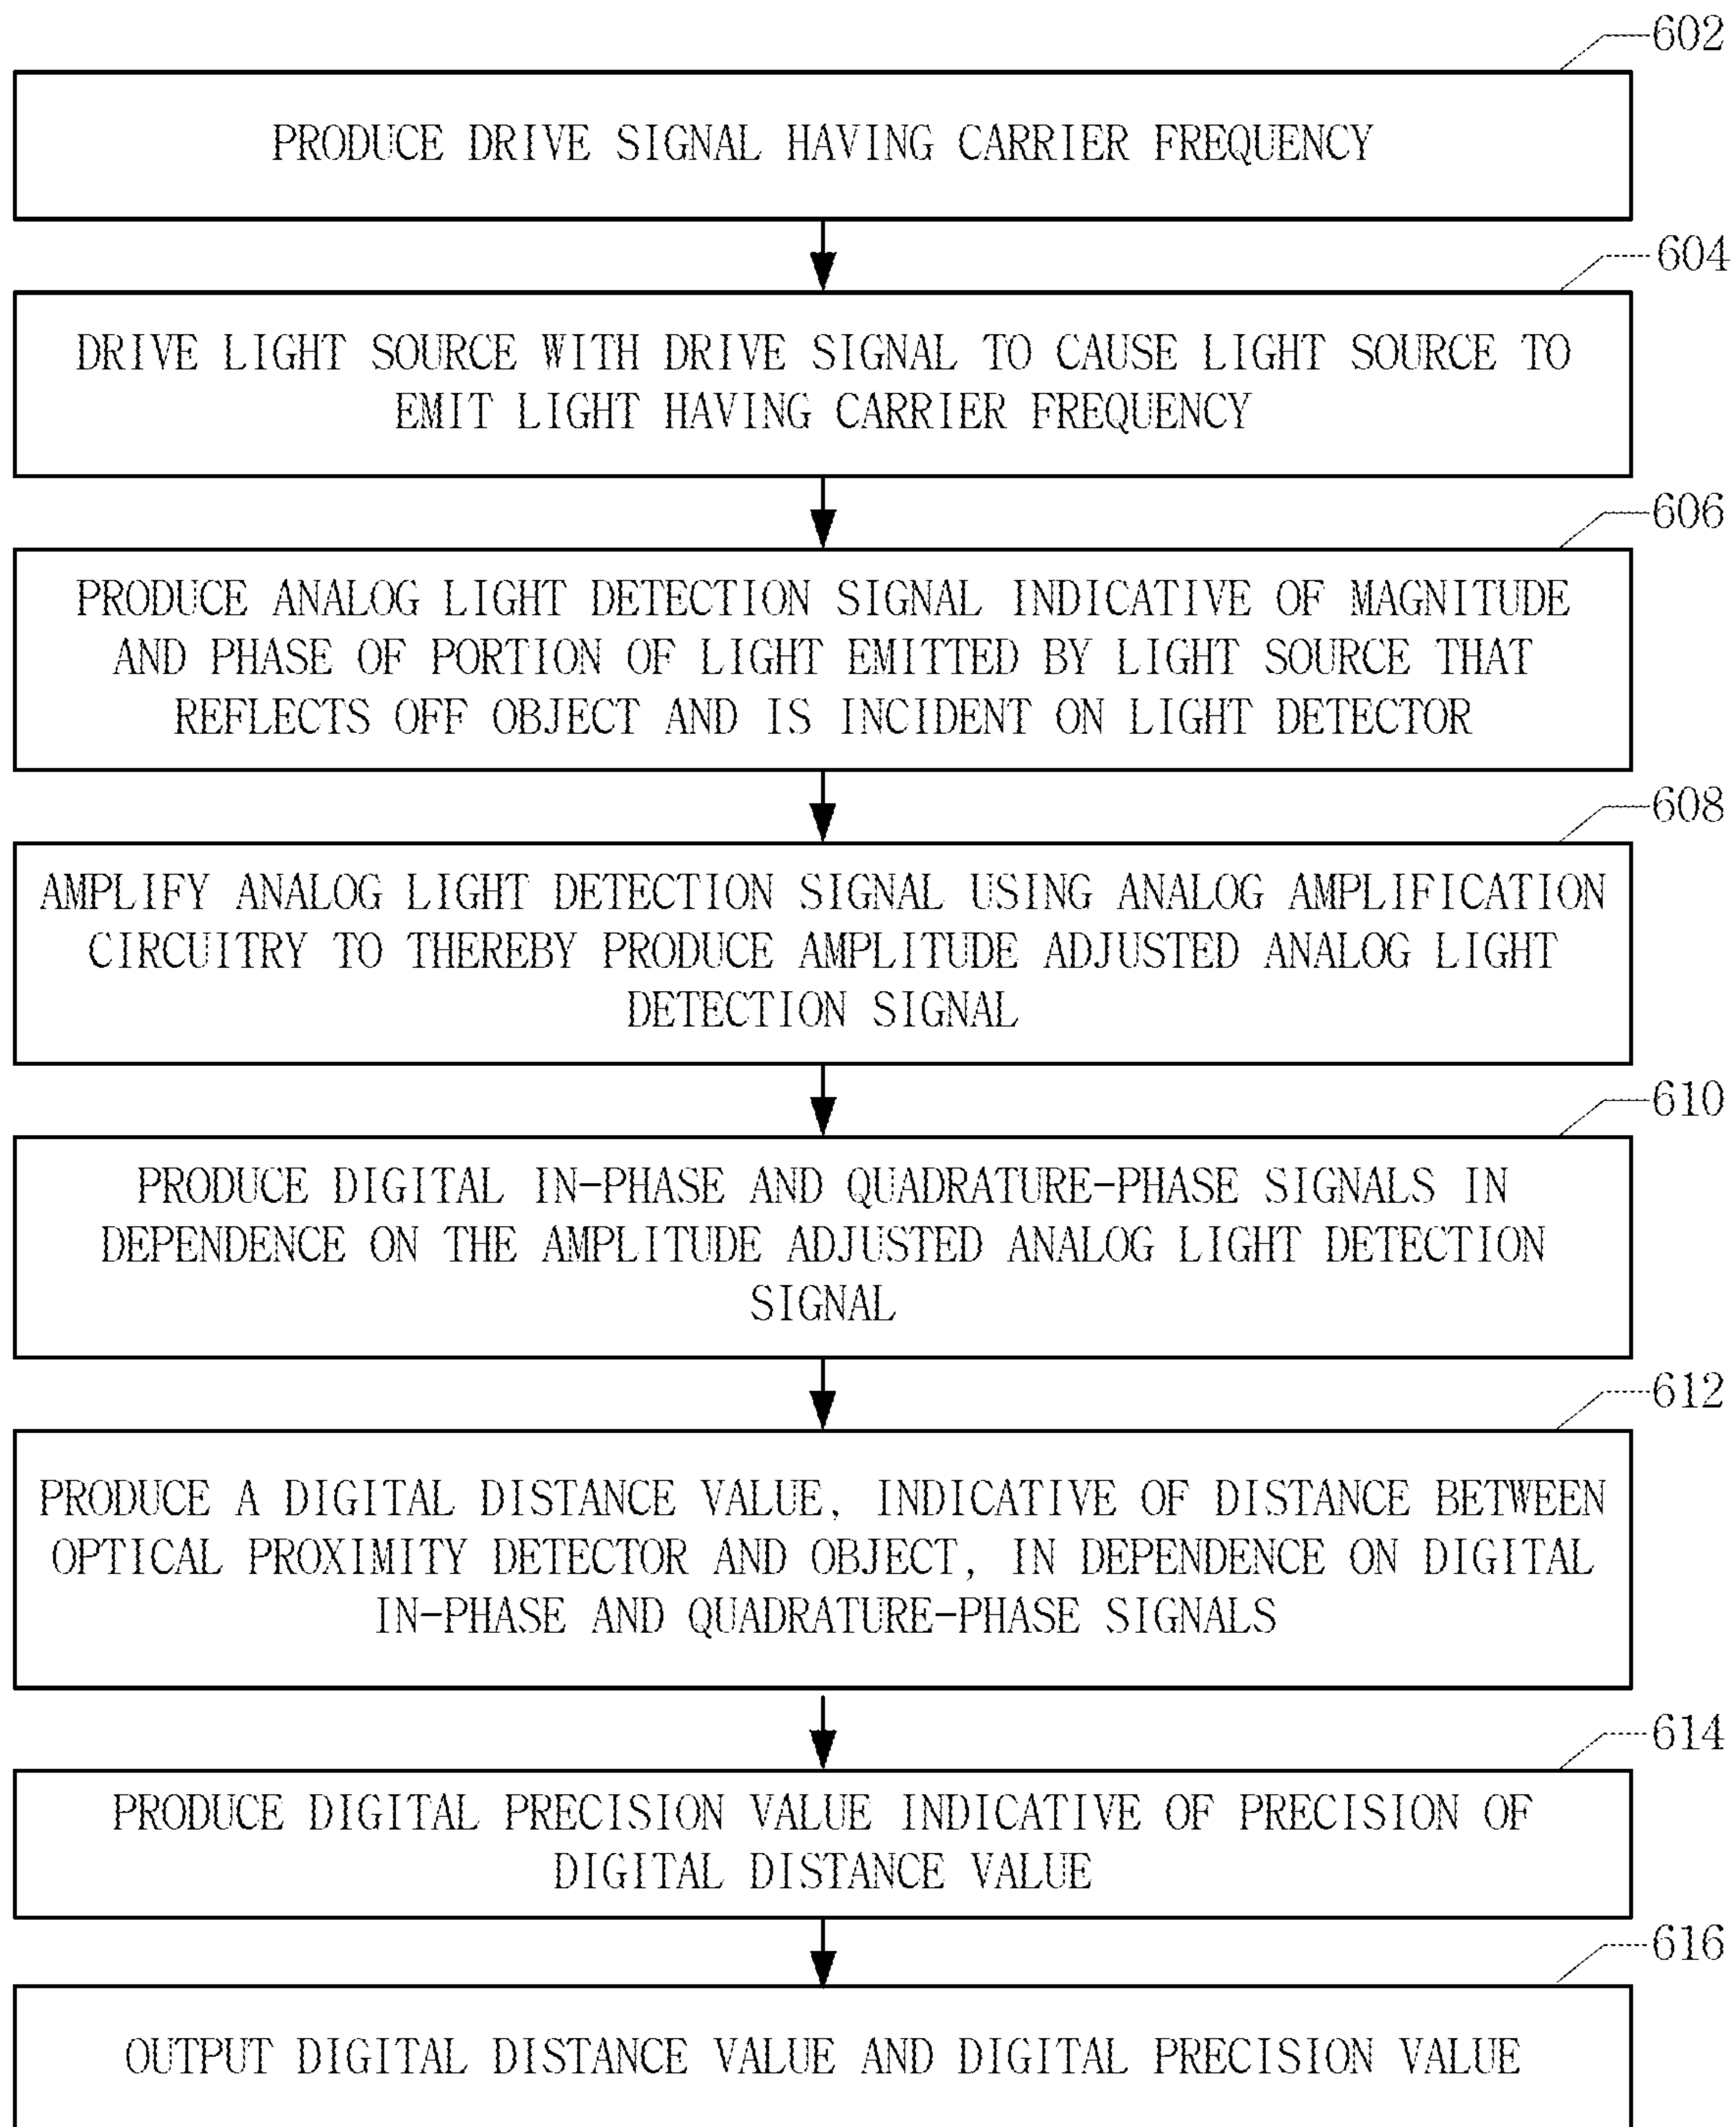 602
PRODUCE DRIVE SIGNAL HAVING CARRIER FREQUENCY
604
DRIVE LIGHT SOURCE WITH DRIVE SIGNAL TO CAUSE LIGHT SOURCE TO
EMIT LIGHT HAVING CARRIER FREQUENCY
606
PRODUCE ANALOG LIGHT DETECTION SIGNAL INDICATIVE OF MAGNITUDE
AND PHASE OF PORTION OF LIGHT EMITTED BY LIGHT SOURCE THAT
REFLECTS OFF OBJECT AND IS INCIDENT ON LIGHT DETECTOR
608
AMPLIFY ANALOG LIGHT DETECTION SIGNAL USING ANALOG AMPLIFICATION
CIRCUITRY TO THEREBY PRODUCE AMPLITUDE ADJUSTED ANALOG LIGHT
DETECTION SIGNAL
610
PRODUCE DIGITAL IN-PHASE AND QUADRATURE-PHASE SIGNALS IN
DEPENDENCE ON THE AMPLITUDE ADJUSTED ANALOG LIGHT DETECTION
SIGNAL
612
PRODUCE A DIGITAL DISTANCE VALUE, INDICATIVE OF DISTANCE BETWEEN
OPTICAL PROXIMITY DETECTOR AND OBJECT, IN DEPENDENCE ON DIGITAL
IN-PHASE AND QUADRATURE-PHASE SIGNALS
614
PRODUCE DIGITAL PRECISION VALUE INDICATIVE OF PRECISION OF
DIGITAL DISTANCE VALUE
616
OUTPUT DIGITAL DISTANCE VALUE AND DIGITAL PRECISION VALUE